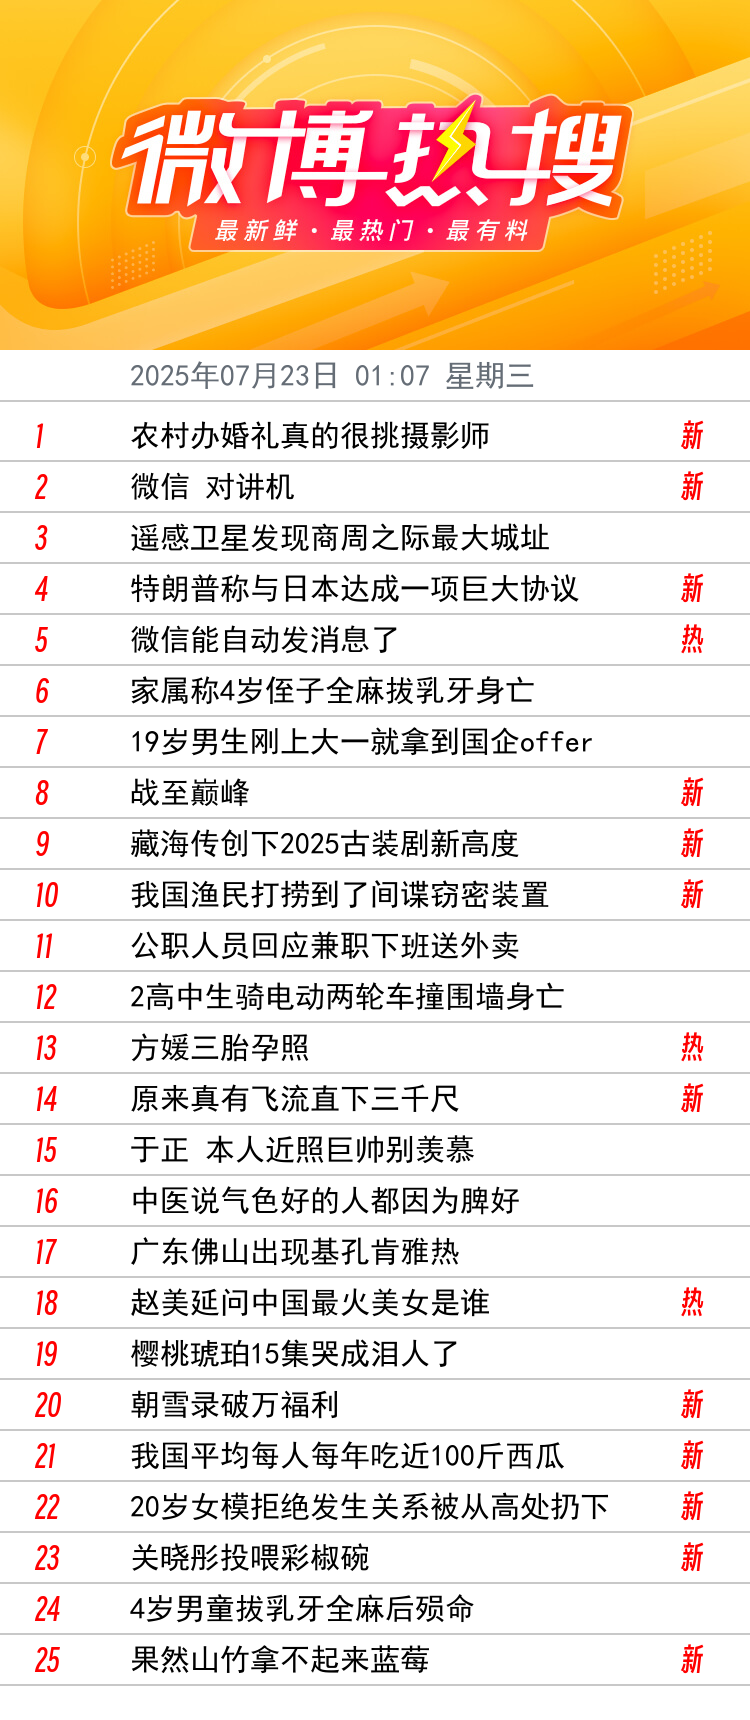 微博热搜
最新鲜·最热门·最有料
2025年07月23日 01:07 星期三
1 农村办婚礼真的很挑摄影师 新
2 微信 对讲机 新
3 遥感卫星发现商周之际最大城址
4 特朗普称与日本达成一项巨大协议 新
5 微信能自动发消息了 热
6 家属称4岁侄子全麻拔乳牙身亡
7 19岁男生刚上大一就拿到国企offer
8 战至巅峰 新
9 藏海传创下2025古装剧新高度 新
10 我国渔民打捞到了间谍窃密装置 新
11 公职人员回应兼职下班送外卖
12 2高中生骑电动两轮车撞围墙身亡
13 方媛三胎孕照 热
14 原来真有飞流直下三千尺 新
15 于正 本人近照巨帅别羡慕
16 中医说气色好的人都因为脾好
17 广东佛山出现基孔肯雅热
18 赵美延问中国最火美女是谁 热
19 樱桃琥珀15集哭成泪人了
20 朝雪录破万福利 新
21 我国平均每人每年吃近100斤西瓜 新
22 20岁女模拒绝发生关系被从高处扔下 新
23 关晓彤投喂彩椒碗 新
24 4岁男童拔乳牙全麻后殒命
25 果然山竹拿不起来蓝莓 新